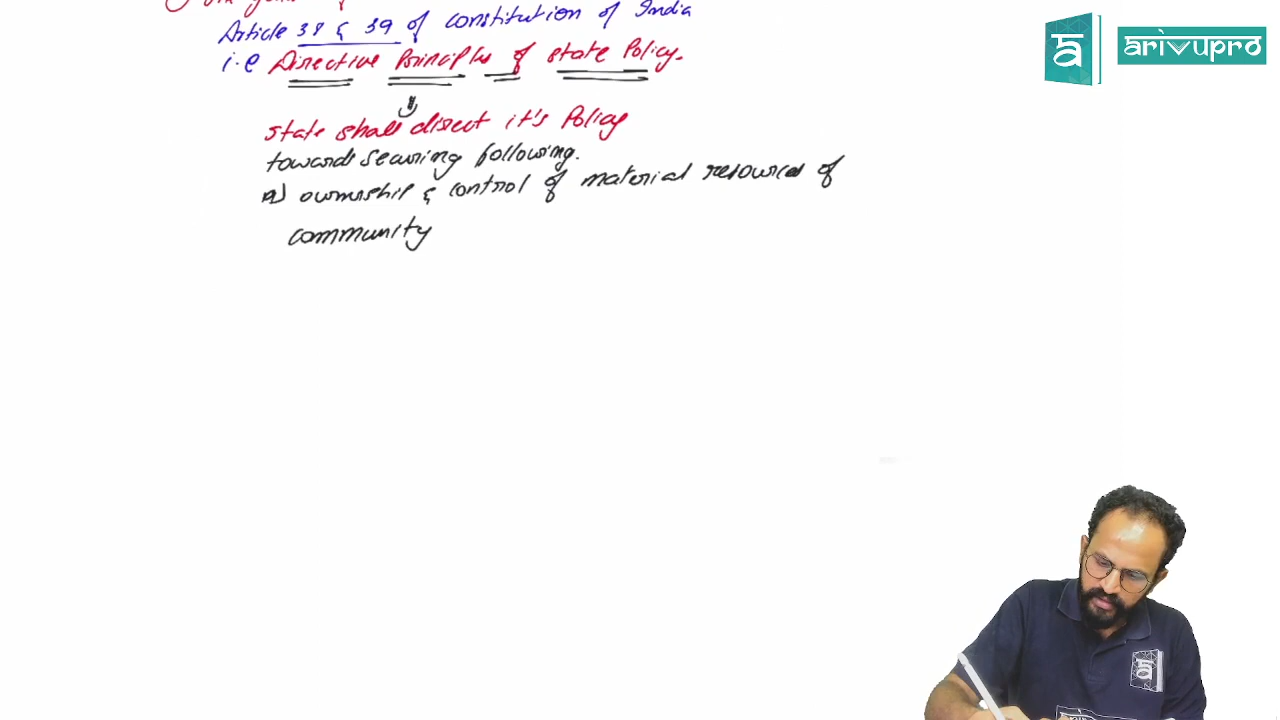 Article 38 & 39 of constitution of India
i.e Directive Principles of state Policy.
state shall direct it's Policy
towards securing following.
a) ownership & control of material resources of
community
arivupro